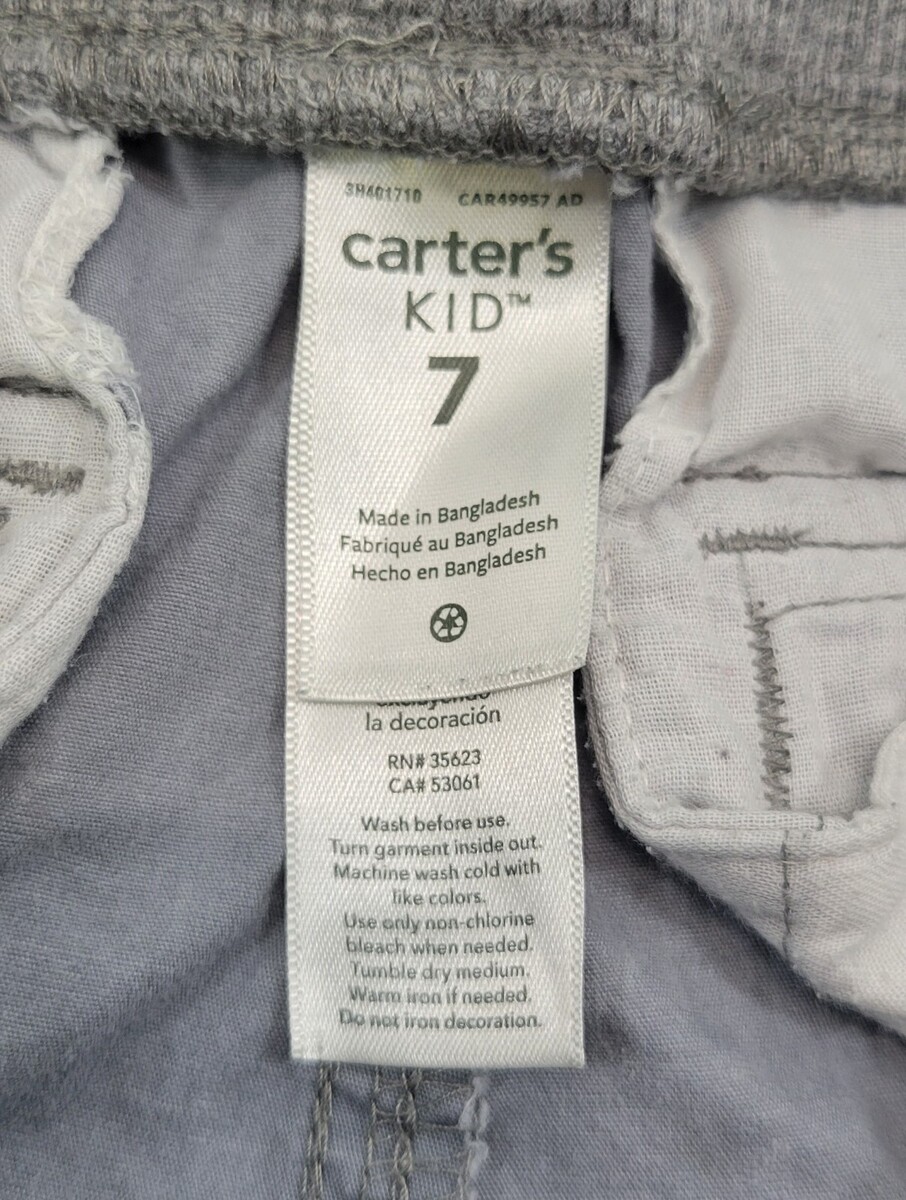 3H401710 CAR49957 AD
carter's
KID™
7
Made in Bangladesh
Fabriqué au Bangladesh
Hecho en Bangladesh
excluyendo
la decoración
RN# 35623
CA# 53061
Wash before use.
Turn garment inside out.
Machine wash cold with
like colors.
Use only non-chlorine
bleach when needed.
Tumble dry medium.
Warm iron if needed.
Do not iron decoration.